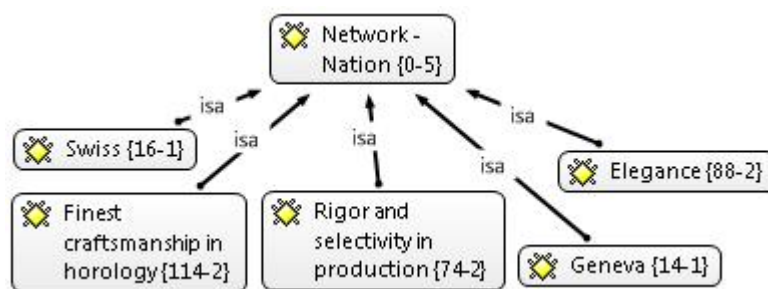 Network -
Nation {0-5}
isa
isa
isa
isa
isa
Swiss {16-1}
Elegance {88-2}
Finest
craftsmanship in
horology {114-2}
Rigor and
selectivity in
production {74-2}
Geneva {14-1}